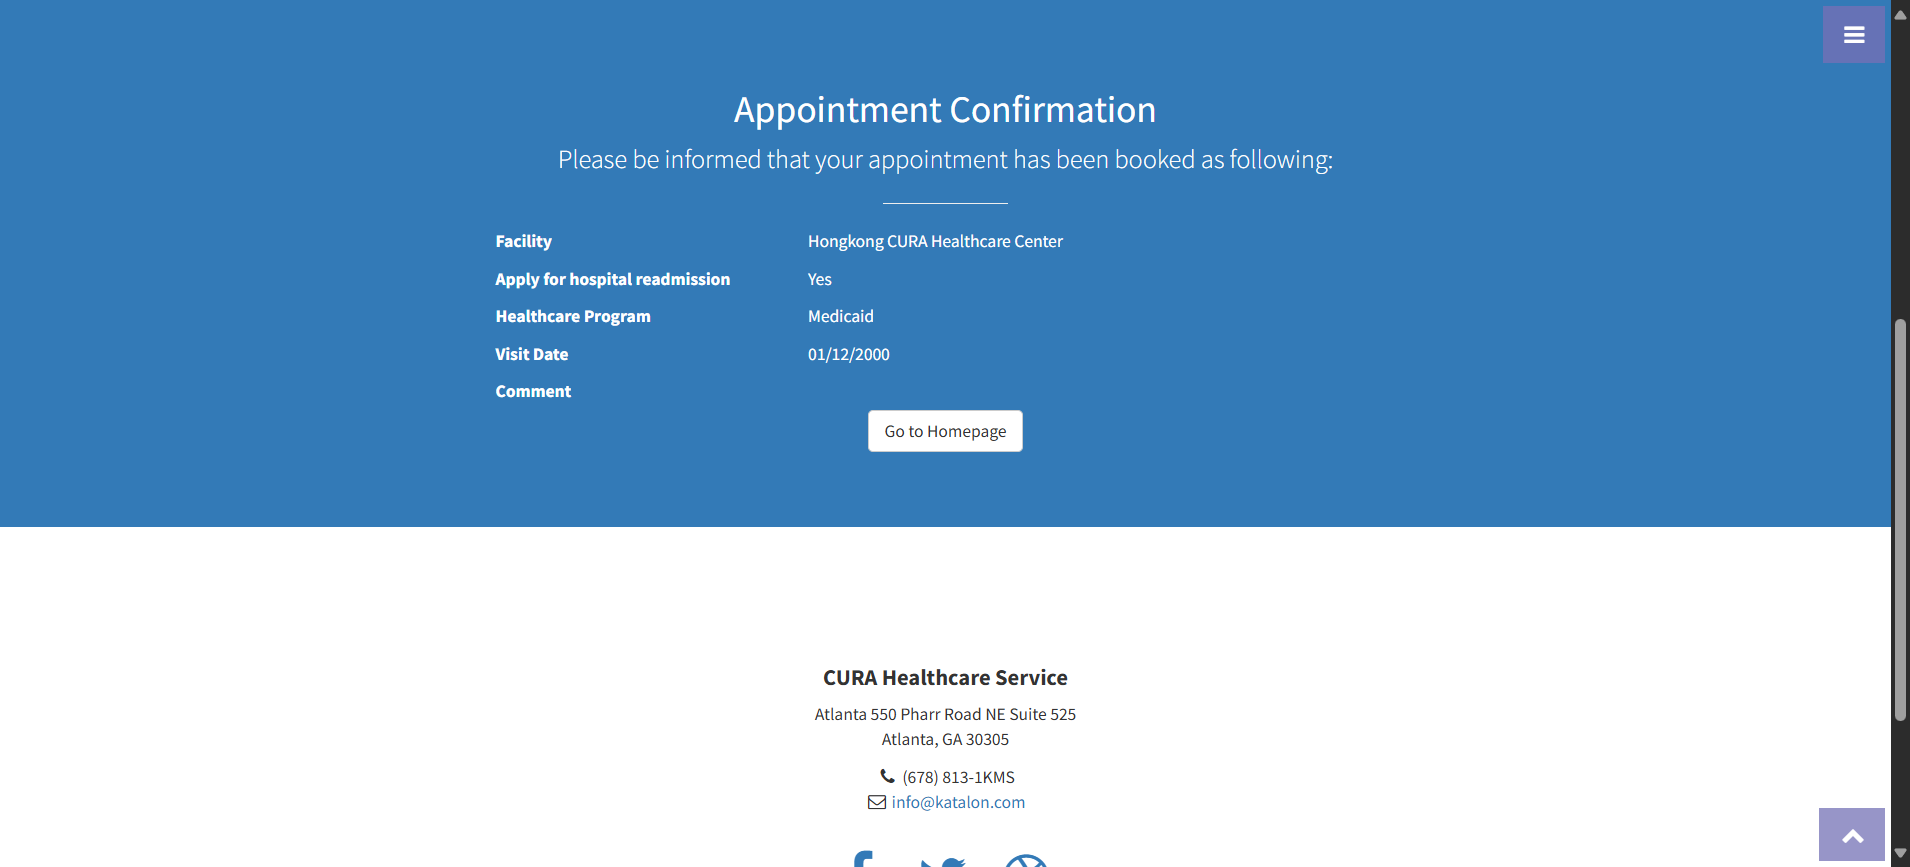 Appointment Confirmation
Please be informed that your appointment has been booked as following:
Facility Hongkong CURA Healthcare Center
Apply for hospital readmission Yes
Healthcare Program Medicaid
Visit Date 01/12/2000
Comment
Go to Homepage
CURA Healthcare Service
Atlanta 550 Pharr Road NE Suite 525
Atlanta, GA 30305
(678) 813-1KMS
info@katalon.com